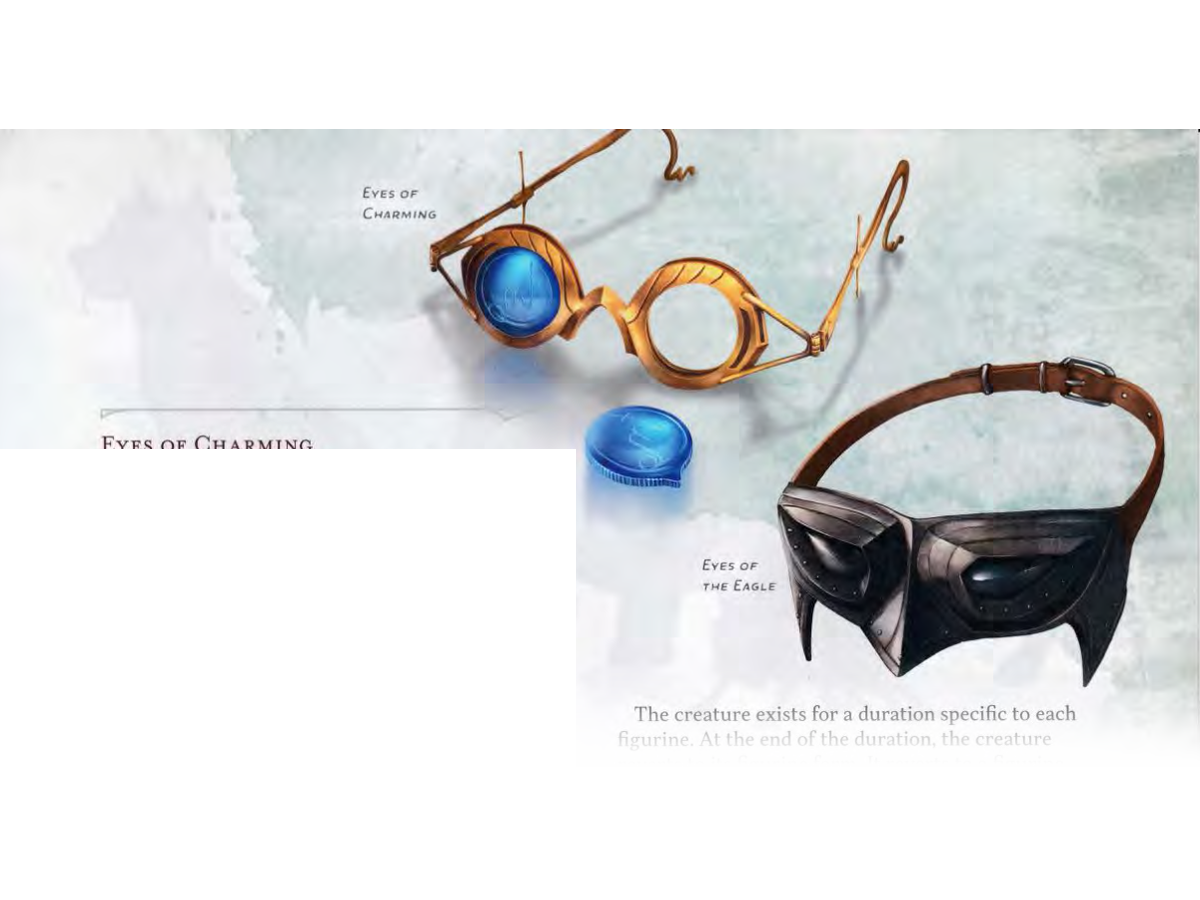 EYES OF
CHARMING
EYES OF CHARMING
EYES OF
THE EAGLE
The creature exists for a duration specific to each
figurine. At the end of the duration, the creature